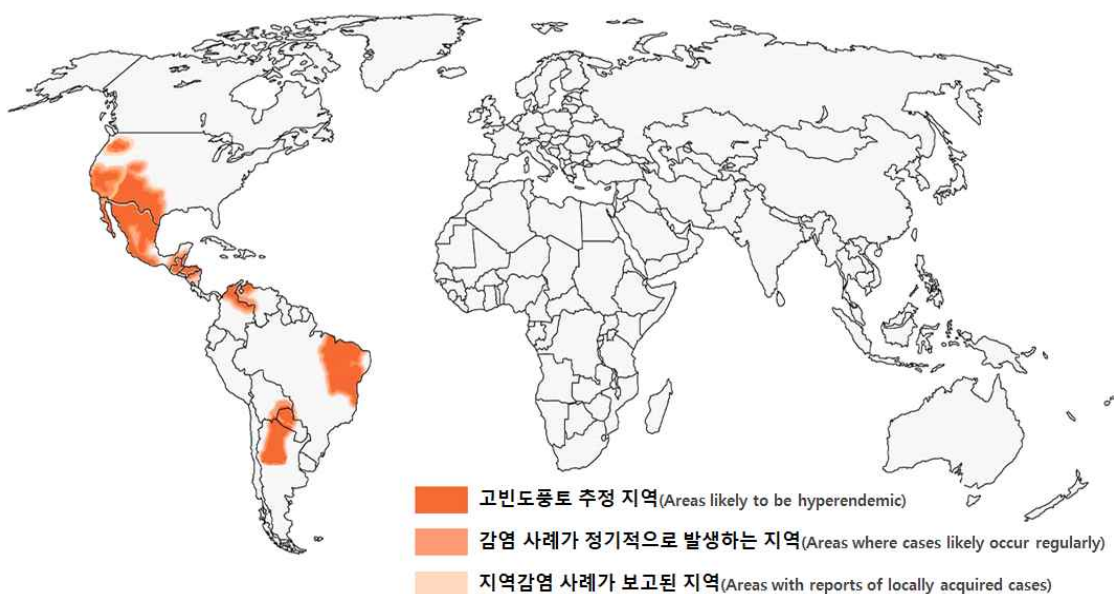 고빈도풍토 추정 지역(Areas likely to be hyperendemic)
감염 사례가 정기적으로 발생하는 지역(Areas where cases likely occur regularly)
지역감염 사례가 보고된 지역(Areas with reports of locally acquired cases)